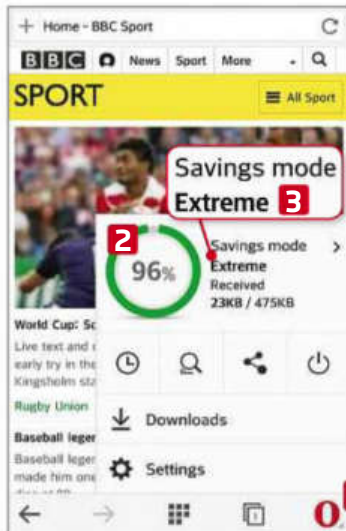 + Home - BBC Sport
BBC News Sport More
SPORT All Sport
Savings mode
Extreme 3
2
96%
Savings mode >
Extreme
Received
23KB / 475KB
World Cup: Sc
Live text and
early try in the
Kingsholm sta
Rugby Union
Baseball leger
Baseball leger
made him one
Downloads
Settings
1